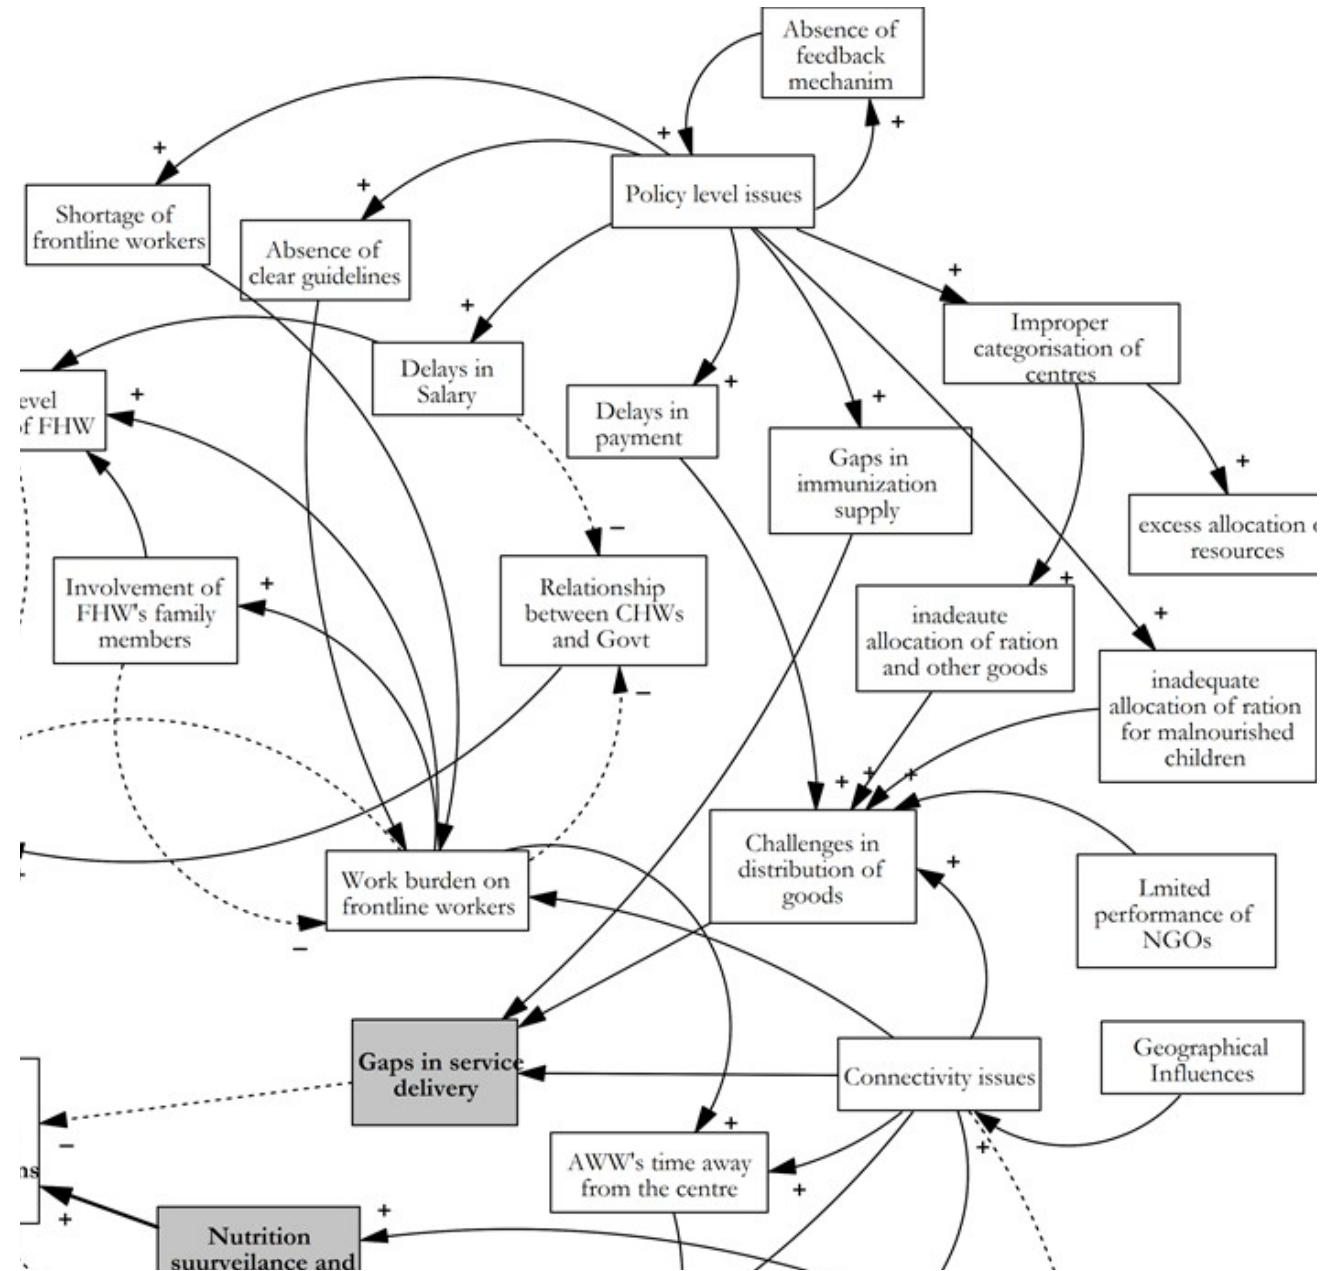 Absence of
feedback
mechanim
+
+
Policy level issues
+
+
Shortage of
frontline workers
Absence of
clear guidelines
+
+
Improper
categorisation of
centres
Delays in
Salary
+
+
+
Delays in
payment
evel
of FHW
Gaps in
immunization
supply
+
excess allocation
resources
−
Involvement of
FHW's family
members
+
Relationship
between CHWs
and Govt
−
+
inadeaute
allocation of ration
and other goods
+
inadequate
allocation of ration
for malnourished
children
+
+
+
Challenges in
distribution of
goods
+
Work burden on
frontline workers
−
Lmited
performance of
NGOs
Gaps in service
delivery
Connectivity issues
Geographical
Influences
−
+
+
+
AWW's time away
from the centre
ns
+
+
Nutrition
suurveilance and